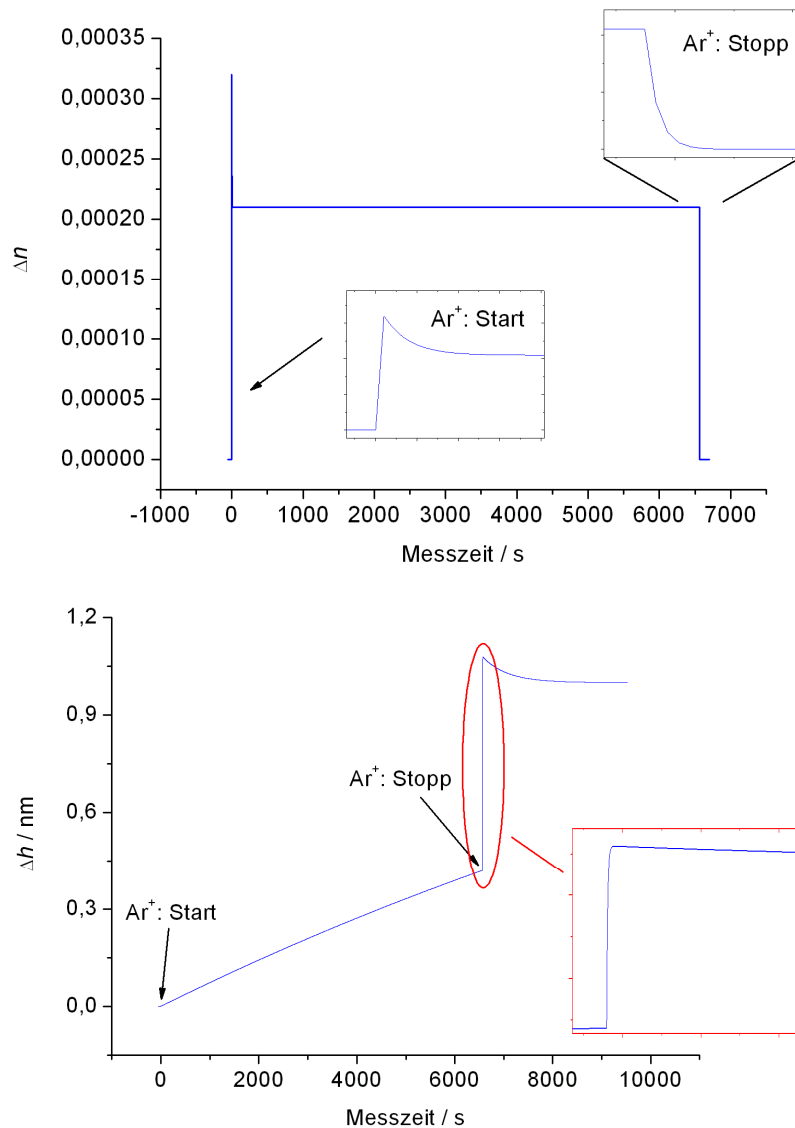 0,00035
Ar+: Stopp
0,00030
0,00025
0,00020
Δn
0,00015
Ar+: Start
0,00010
0,00005
0,00000
-1000 0 1000 2000 3000 4000 5000 6000 7000
Messzeit / s
1,2
0,9
Ar+: Stopp
Δh / nm
0,6
0,3
Ar+: Start
0,0
0 2000 4000 6000 8000 10000
Messzeit / s